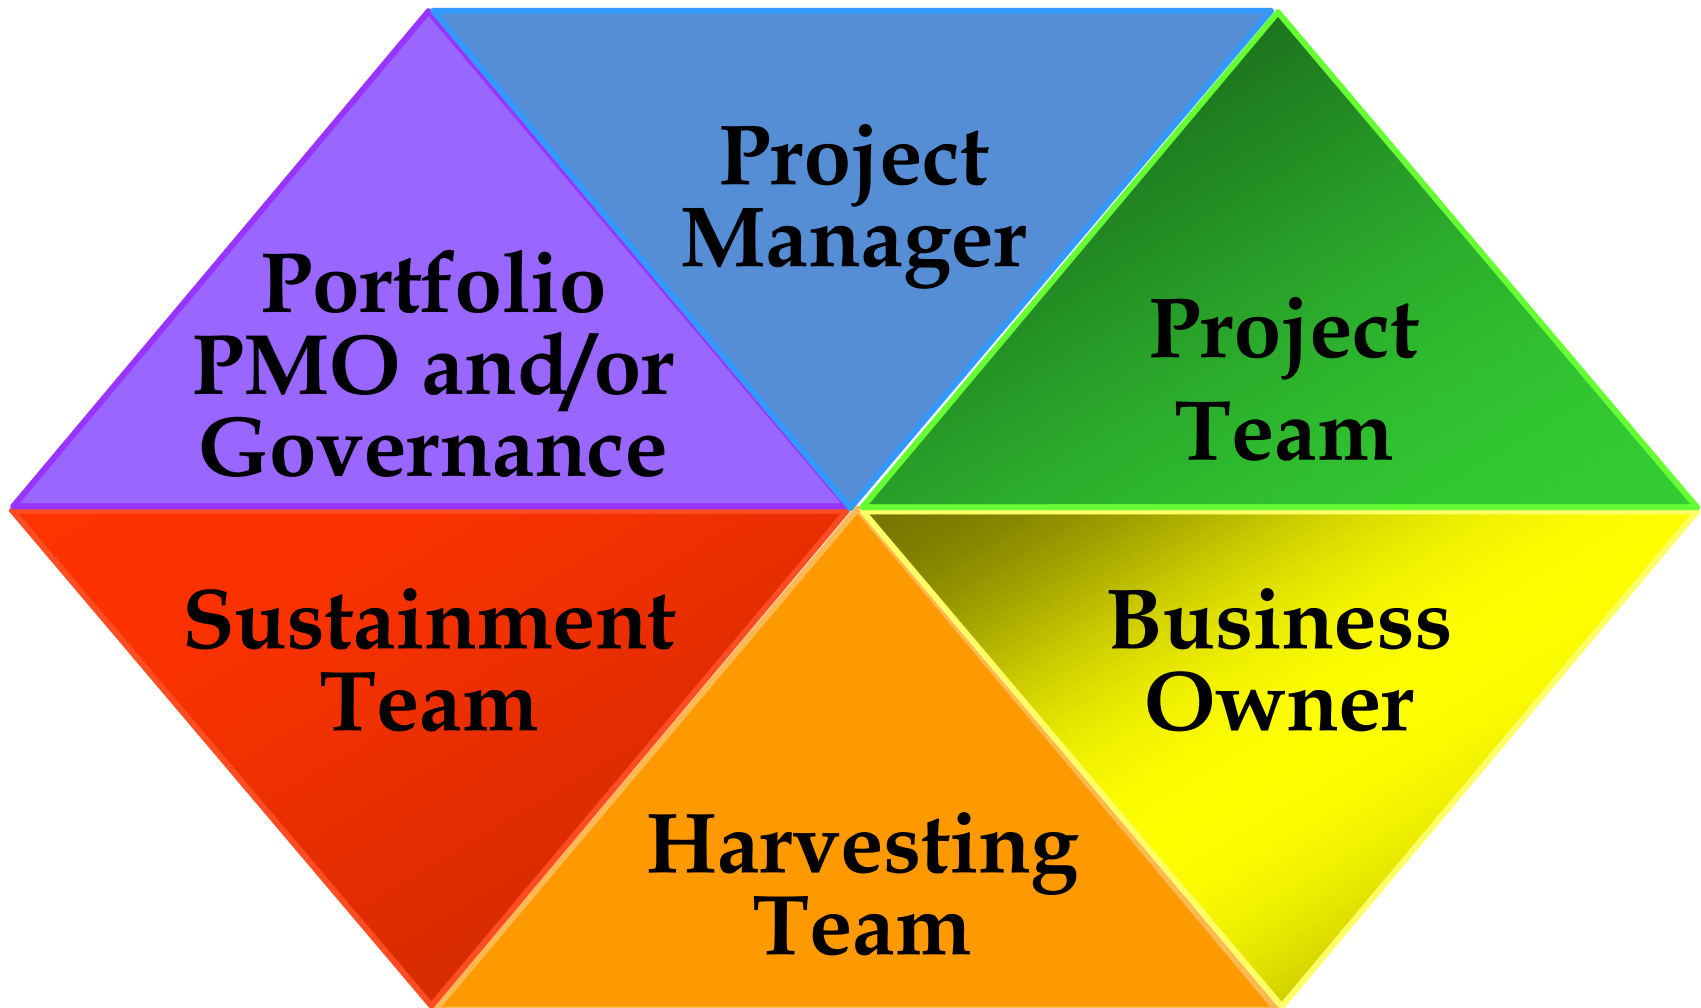 Project
Manager
Portfolio
PMO and/or
Governance
Project
Team
Sustainment
Team
Business
Owner
Harvesting
Team